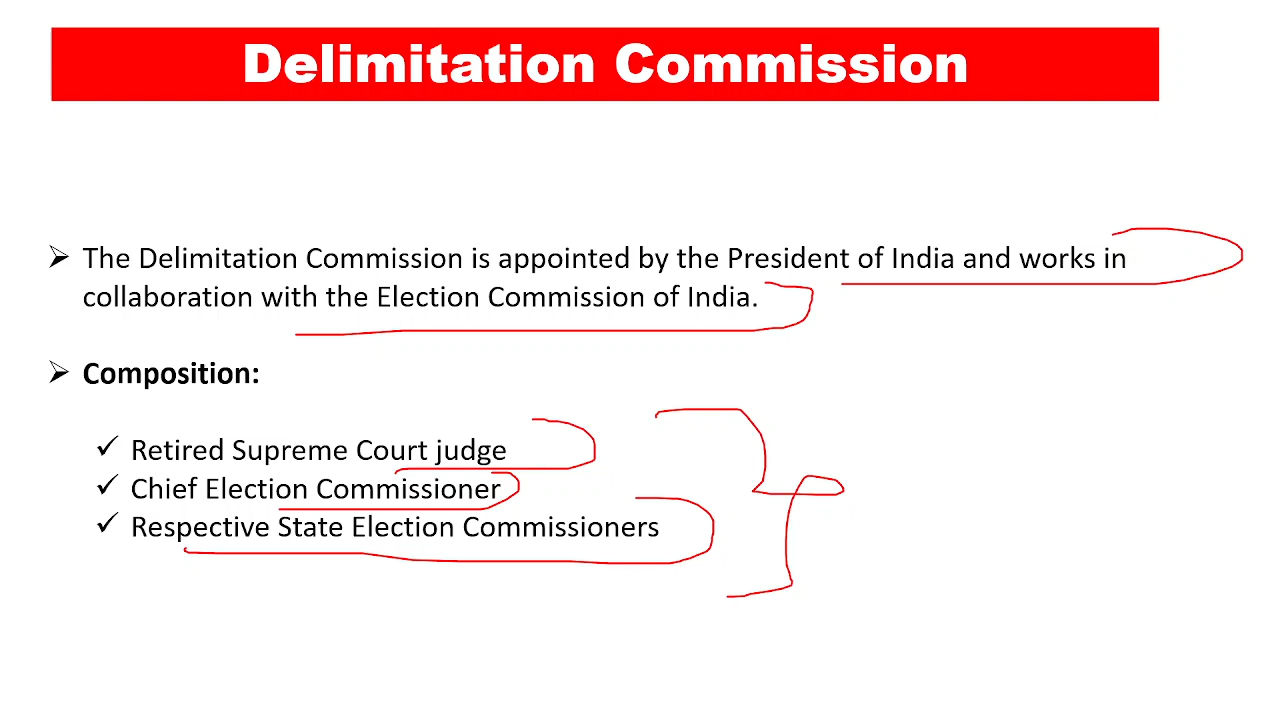 Delimitation Commission
The Delimitation Commission is appointed by the President of India and works in
collaboration with the Election Commission of India.
Composition:
Retired Supreme Court judge
Chief Election Commissioner
Respective State Election Commissioners